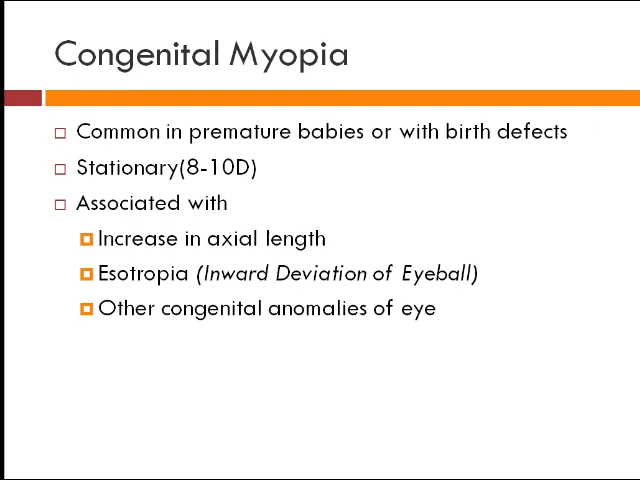 Congenital Myopia
Common in premature babies or with birth defects
Stationary(8-10D)
Associated with
Increase in axial length
Esotropia (Inward Deviation of Eyeball)
Other congenital anomalies of eye